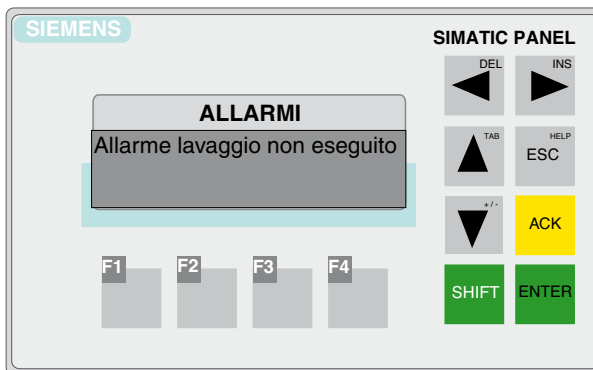 SIEMENS
SIMATIC PANEL
DEL
INS
ALLARMI
Allarme lavaggio non eseguito
TAB
HELP
ESC
+ / -
ACK
F1
F2
F3
F4
SHIFT
ENTER